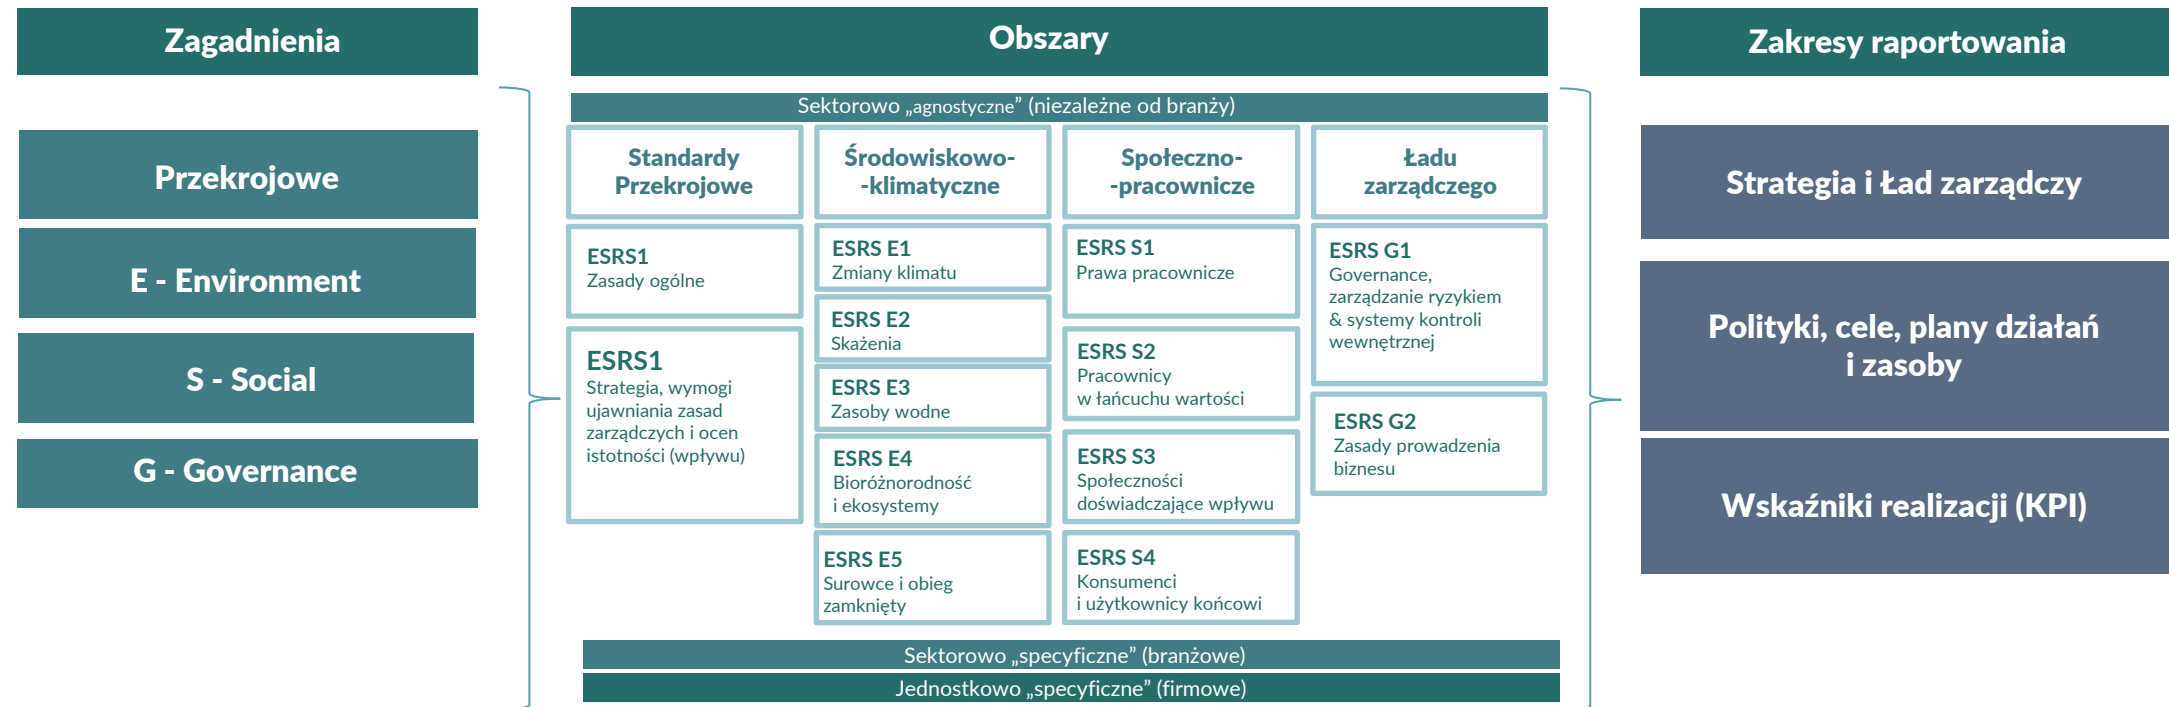 Zagadnienia
Przekrojowe
E - Environment
S - Social
G - Governance
Obszary
Sektorowo „agnostyczne” (niezależne od branży)
Standardy
Przekrojowe
ESRS1
Zasady ogólne
ESRS1
Strategia, wymogi
ujawniania zasad
zarządczych i ocen
istotności (wpływu)
Środowiskowo-
-klimatyczne
ESRS E1
Zmiany klimatu
ESRS E2
Skażenia
ESRS E3
Zasoby wodne
ESRS E4
Bioróżnorodność
i ekosystemy
ESRS E5
Surowce i obieg
zamknięty
Społeczno-
-pracownicze
ESRS S1
Prawa pracownicze
ESRS S2
Pracownicy
w łańcuchu wartości
ESRS S3
Społeczności
doświadczające wpływu
ESRS S4
Konsumenci
i użytkownicy końcowi
Ładu
zarządczego
ESRS G1
Governance,
zarządzanie ryzykiem
& systemy kontroli
wewnętrznej
ESRS G2
Zasady prowadzenia
biznesu
Sektorowo „specyficzne” (branżowe)
Jednostkowo „specyficzne” (firmowe)
Zakresy raportowania
Strategia i Ład zarządczy
Polityki, cele, plany działań
i zasoby
Wskaźniki realizacji (KPI)